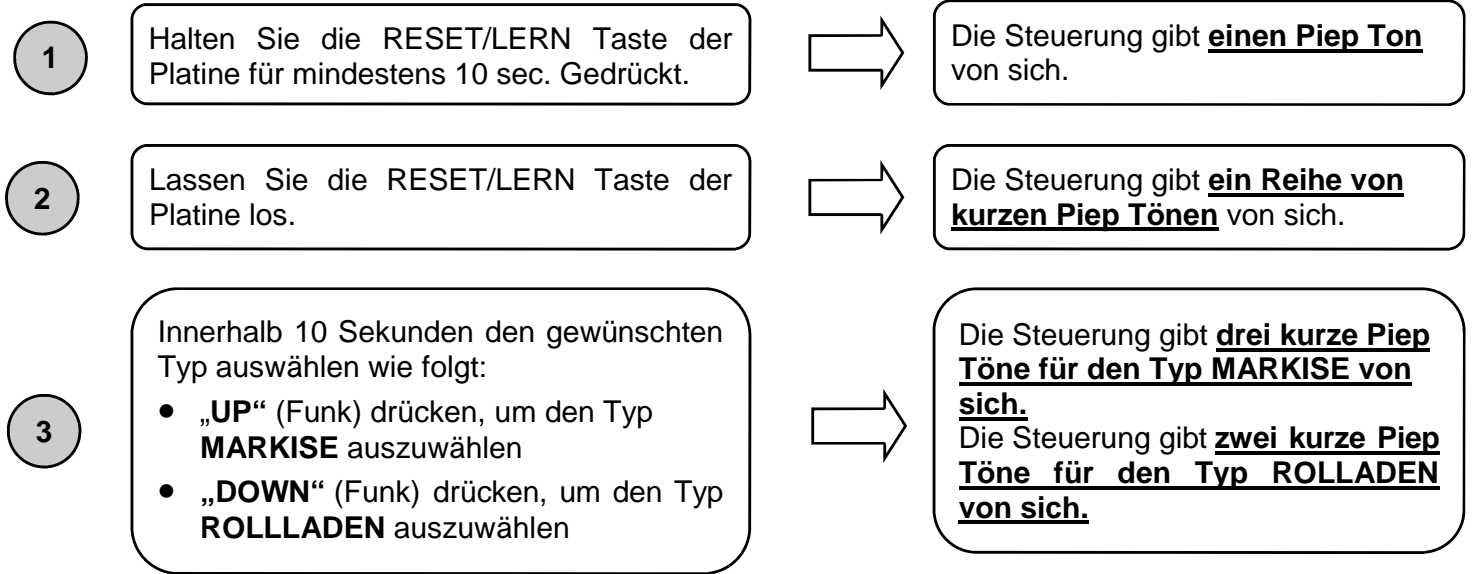 1
Halten Sie die RESET/LERN Taste der
Platine für mindestens 10 sec. Gedrückt.
Die Steuerung gibt einen Piep Ton
von sich.
2
Lassen Sie die RESET/LERN Taste der
Platine los.
Die Steuerung gibt ein Reihe von
kurzen Piep Tönen von sich.
3
Innerhalb 10 Sekunden den gewünschten
Typ auswählen wie folgt:
• „UP“ (Funk) drücken, um den Typ
MARKISE auszuwählen
• „DOWN“ (Funk) drücken, um den Typ
ROLLLADEN auszuwählen
Die Steuerung gibt drei kurze Piep
Töne für den Typ MARKISE von
sich.
Die Steuerung gibt zwei kurze Piep
Töne für den Typ ROLLADEN
von sich.